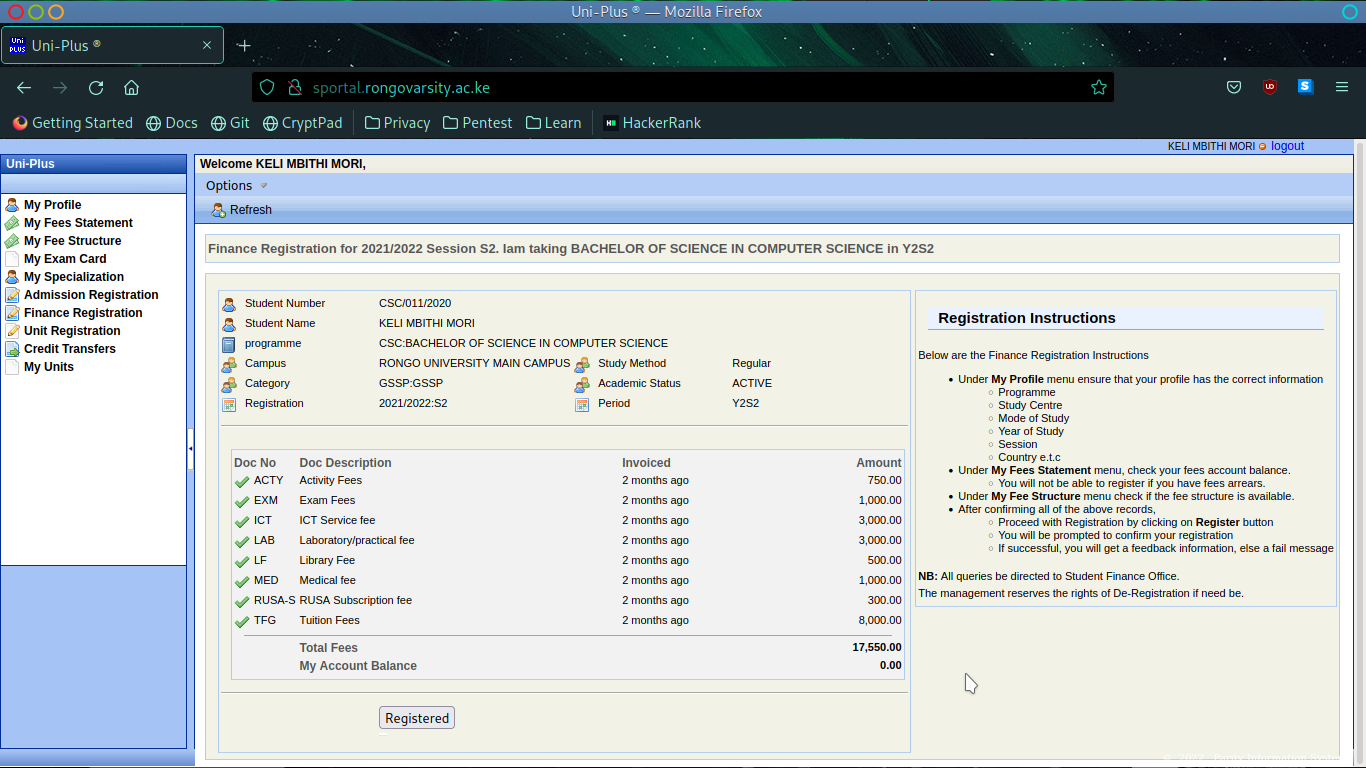 Uni-Plus ® — Mozilla Firefox
Uni PLUS Uni-Plus ®
sportal.rongovarsity.ac.ke
Getting Started Docs Git CryptPad Privacy Pentest Learn HackerRank
KELI MBITHI MORI logout
Uni-Plus
My Profile
My Fees Statement
My Fee Structure
My Exam Card
My Specialization
Admission Registration
Finance Registration
Unit Registration
Credit Transfers
My Units
Welcome KELI MBITHI MORI,
Options
Refresh
Finance Registration for 2021/2022 Session S2. Iam taking BACHELOR OF SCIENCE IN COMPUTER SCIENCE in Y2S2
Student Number CSC/011/2020
Student Name KELI MBITHI MORI
programme CSC:BACHELOR OF SCIENCE IN COMPUTER SCIENCE
Campus RONGO UNIVERSITY MAIN CAMPUS Study Method Regular
Category GSSP:GSSP Academic Status ACTIVE
Registration 2021/2022:S2 Period Y2S2
Doc No Doc Description Invoiced Amount
ACTY Activity Fees 2 months ago 750.00
EXM Exam Fees 2 months ago 1,000.00
ICT ICT Service fee 2 months ago 3,000.00
LAB Laboratory/practical fee 2 months ago 3,000.00
LF Library Fee 2 months ago 500.00
MED Medical fee 2 months ago 1,000.00
RUSA-S RUSA Subscription fee 2 months ago 300.00
TFG Tuition Fees 2 months ago 8,000.00
Total Fees 17,550.00
My Account Balance 0.00
Registered
Registration Instructions
Below are the Finance Registration Instructions
Under My Profile menu ensure that your profile has the correct information
Programme
Study Centre
Mode of Study
Year of Study
Session
Country e.t.c
Under My Fees Statement menu, check your fees account balance.
You will not be able to register if you have fees arrears.
Under My Fee Structure menu check if the fee structure is available.
After confirming all of the above records,
Proceed with Registration by clicking on Register button
You will be prompted to confirm your registration
If successful, you will get a feedback information, else a fail message
NB: All queries be directed to Student Finance Office.
The management reserves the rights of De-Registration if need be.